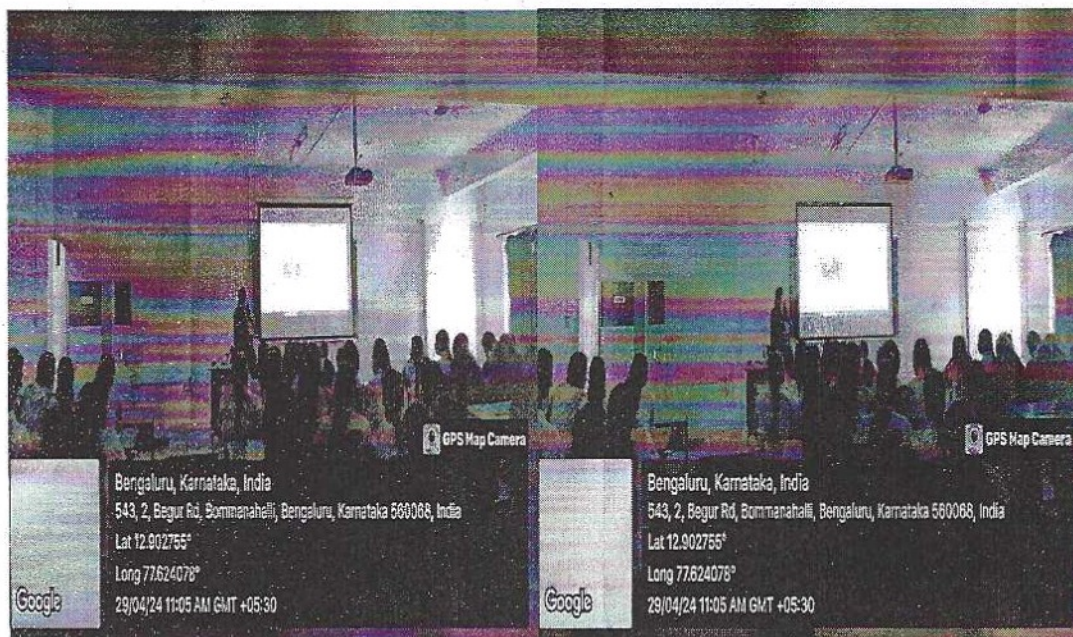 GPS Map Camera
Bengaluru, Karnataka, India
543, 2, Begur Rd, Bommanahalli, Bengaluru, Karnataka 560068, India
Lat 12.902755°
Long 77.624078°
29/04/24 11:05 AM GMT +05:30
Google
GPS Map Camera
Bengaluru, Karnataka, India
543, 2, Begur Rd, Bommanahalli, Bengaluru, Karnataka 560068, India
Lat 12.902755°
Long 77.624078°
29/04/24 11:05 AM GMT +05:30
Google